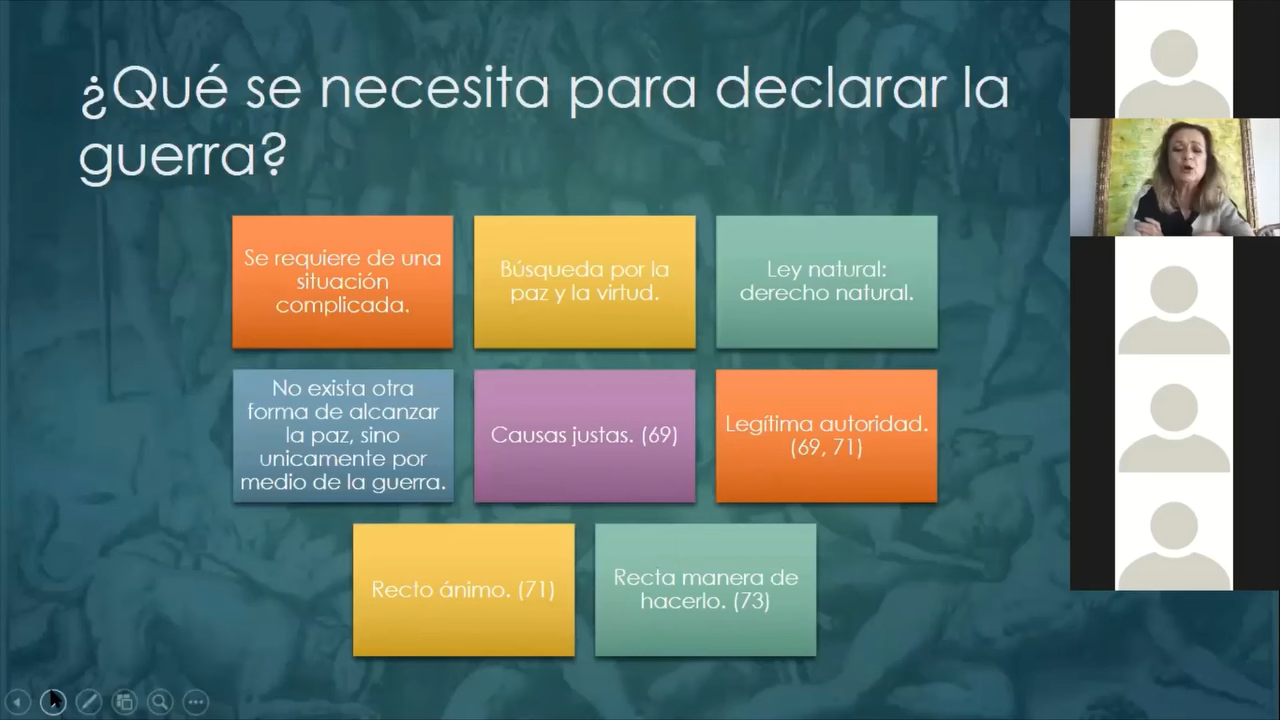 ¿Qué se necesita para declarar la
guerra?
Se requiere de una
situación
complicada.
Búsqueda por la
paz y la virtud.
Ley natural:
derecho natural.
No exista otra
forma de alcanzar
la paz, sino
unicamente por
medio de la guerra.
Causas justas. (69)
Legítima autoridad.
(69, 71)
Recto ánimo. (71)
Recta manera de
hacerlo. (73)